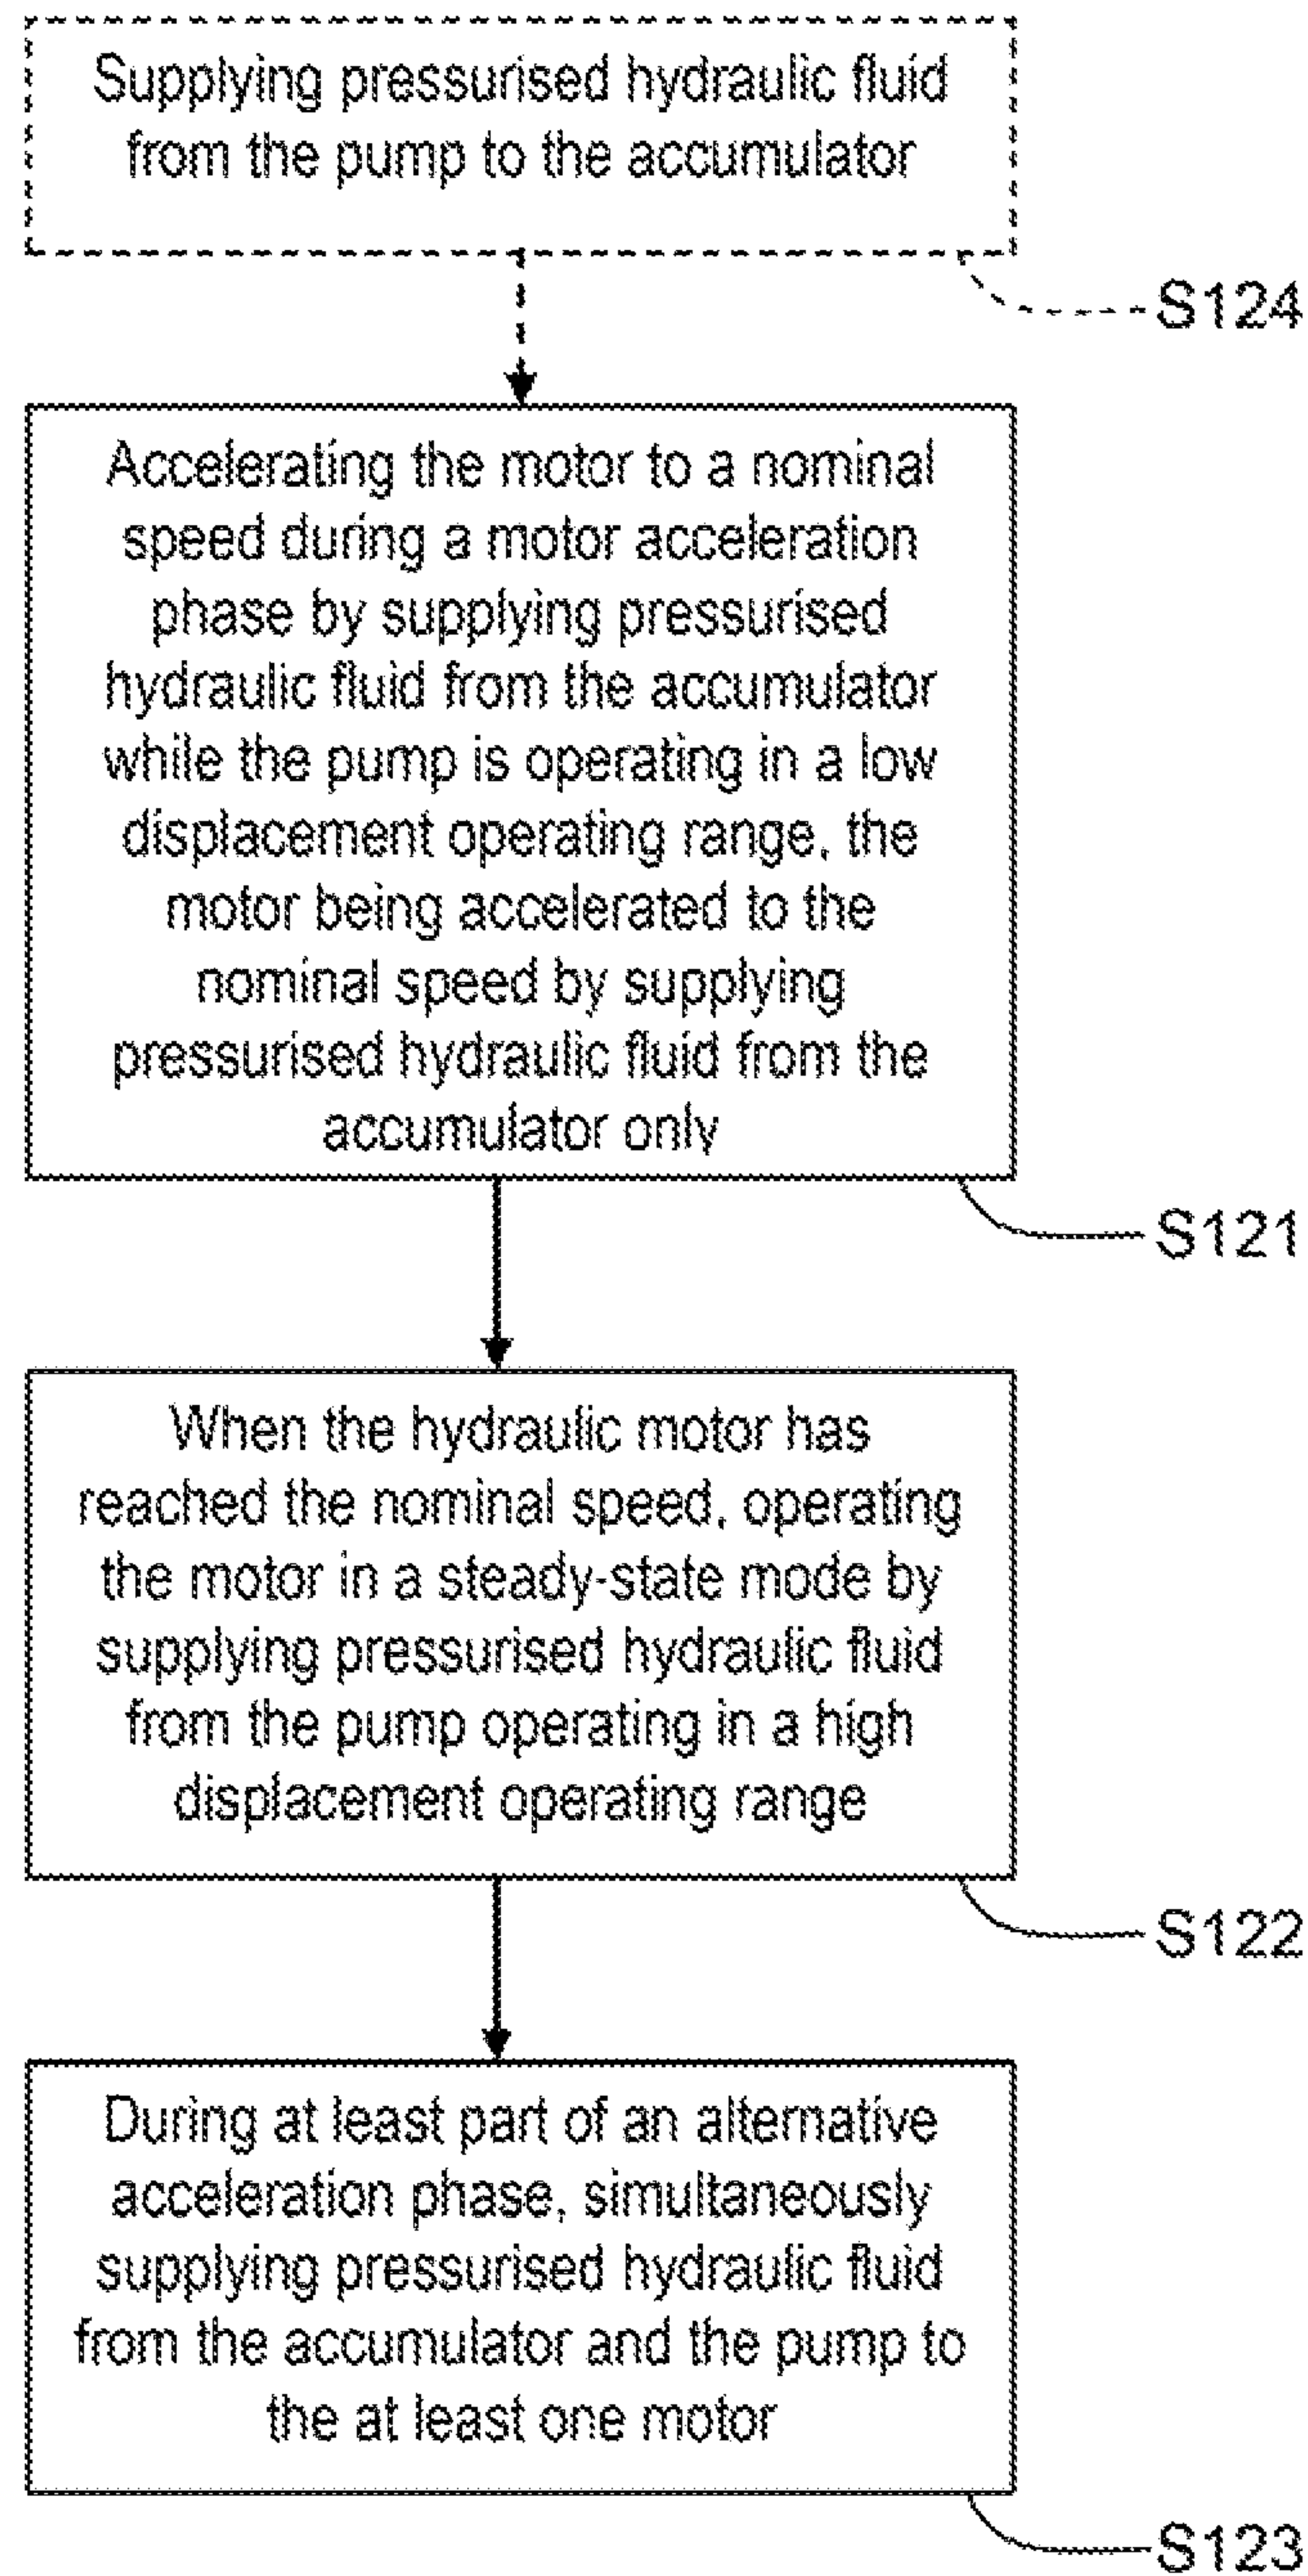 Supplying pressurised hydraulic fluid
from the pump to the accumulator
S124
Accelerating the motor to a nominal
speed during a motor acceleration
phase by supplying pressurised
hydraulic fluid from the accumulator
while the pump is operating in a low
displacement operating range, the
motor being accelerated to the
nominal speed by supplying
pressurised hydraulic fluid from the
accumulator only
S121
When the hydraulic motor has
reached the nominal speed, operating
the motor in a steady-state mode by
supplying pressurised hydraulic fluid
from the pump operating in a high
displacement operating range
S122
During at least part of an alternative
acceleration phase, simultaneously
supplying pressurised hydraulic fluid
from the accumulator and the pump to
the at least one motor
S123